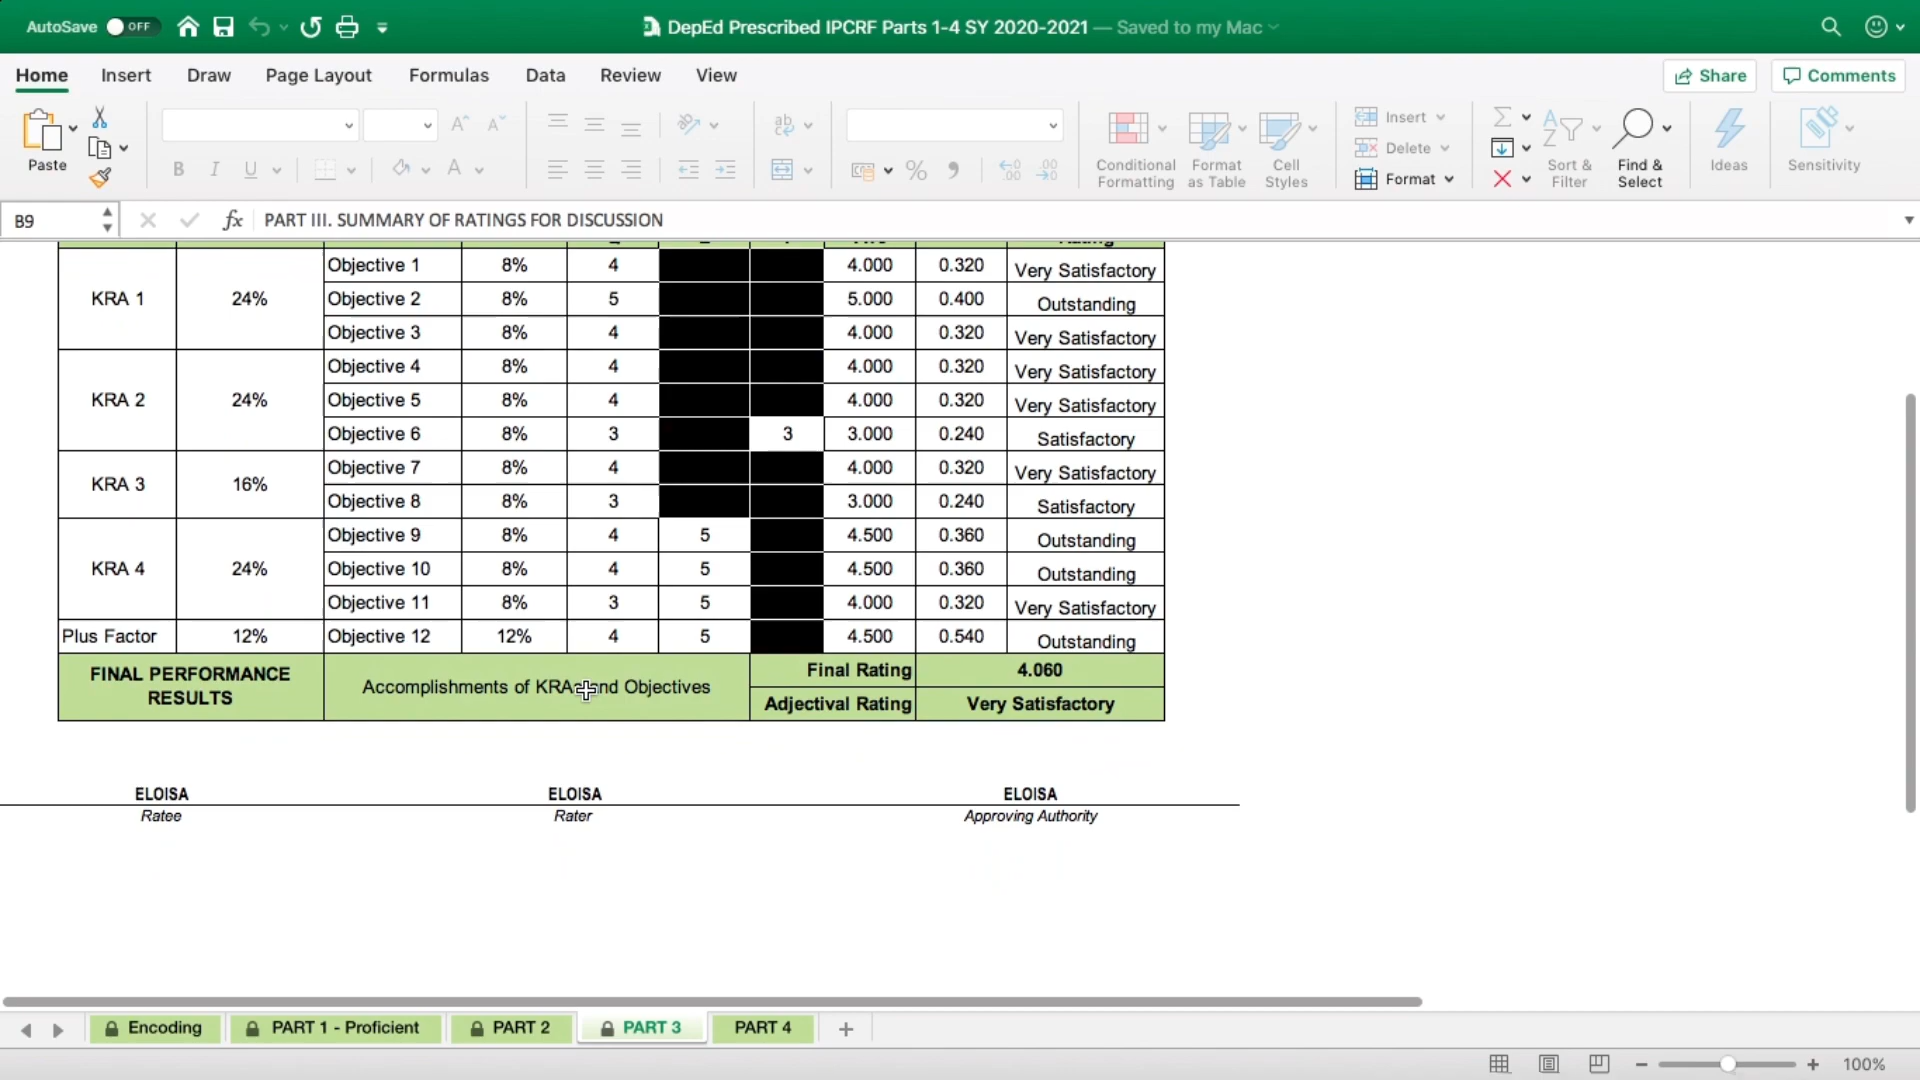 AutoSave OFF DepEd Prescribed IPCRF Parts 1-4 SY 2020-2021 — Saved to my Mac
Home Insert Draw Page Layout Formulas Data Review View Share Comments
Paste B I U A A A % Conditional Formatting Format as Table Cell Styles Insert Delete Format Sort & Filter Find & Select Ideas Sensitivity
B9 fx PART III. SUMMARY OF RATINGS FOR DISCUSSION
KRA 1 24% Objective 1 8% 4 4.000 0.320 Very Satisfactory
Objective 2 8% 5 5.000 0.400 Outstanding
Objective 3 8% 4 4.000 0.320 Very Satisfactory
KRA 2 24% Objective 4 8% 4 4.000 0.320 Very Satisfactory
Objective 5 8% 4 4.000 0.320 Very Satisfactory
Objective 6 8% 3 3 3.000 0.240 Satisfactory
KRA 3 16% Objective 7 8% 4 4.000 0.320 Very Satisfactory
Objective 8 8% 3 3.000 0.240 Satisfactory
KRA 4 24% Objective 9 8% 4 5 4.500 0.360 Outstanding
Objective 10 8% 4 5 4.500 0.360 Outstanding
Objective 11 8% 3 5 4.000 0.320 Very Satisfactory
Plus Factor 12% Objective 12 12% 4 5 4.500 0.540 Outstanding
FINAL PERFORMANCE RESULTS Accomplishments of KRAs and Objectives Final Rating 4.060
Adjectival Rating Very Satisfactory
ELOISA ELOISA ELOISA
Ratee Rater Approving Authority
Encoding PART 1 - Proficient PART 2 PART 3 PART 4 +
100%